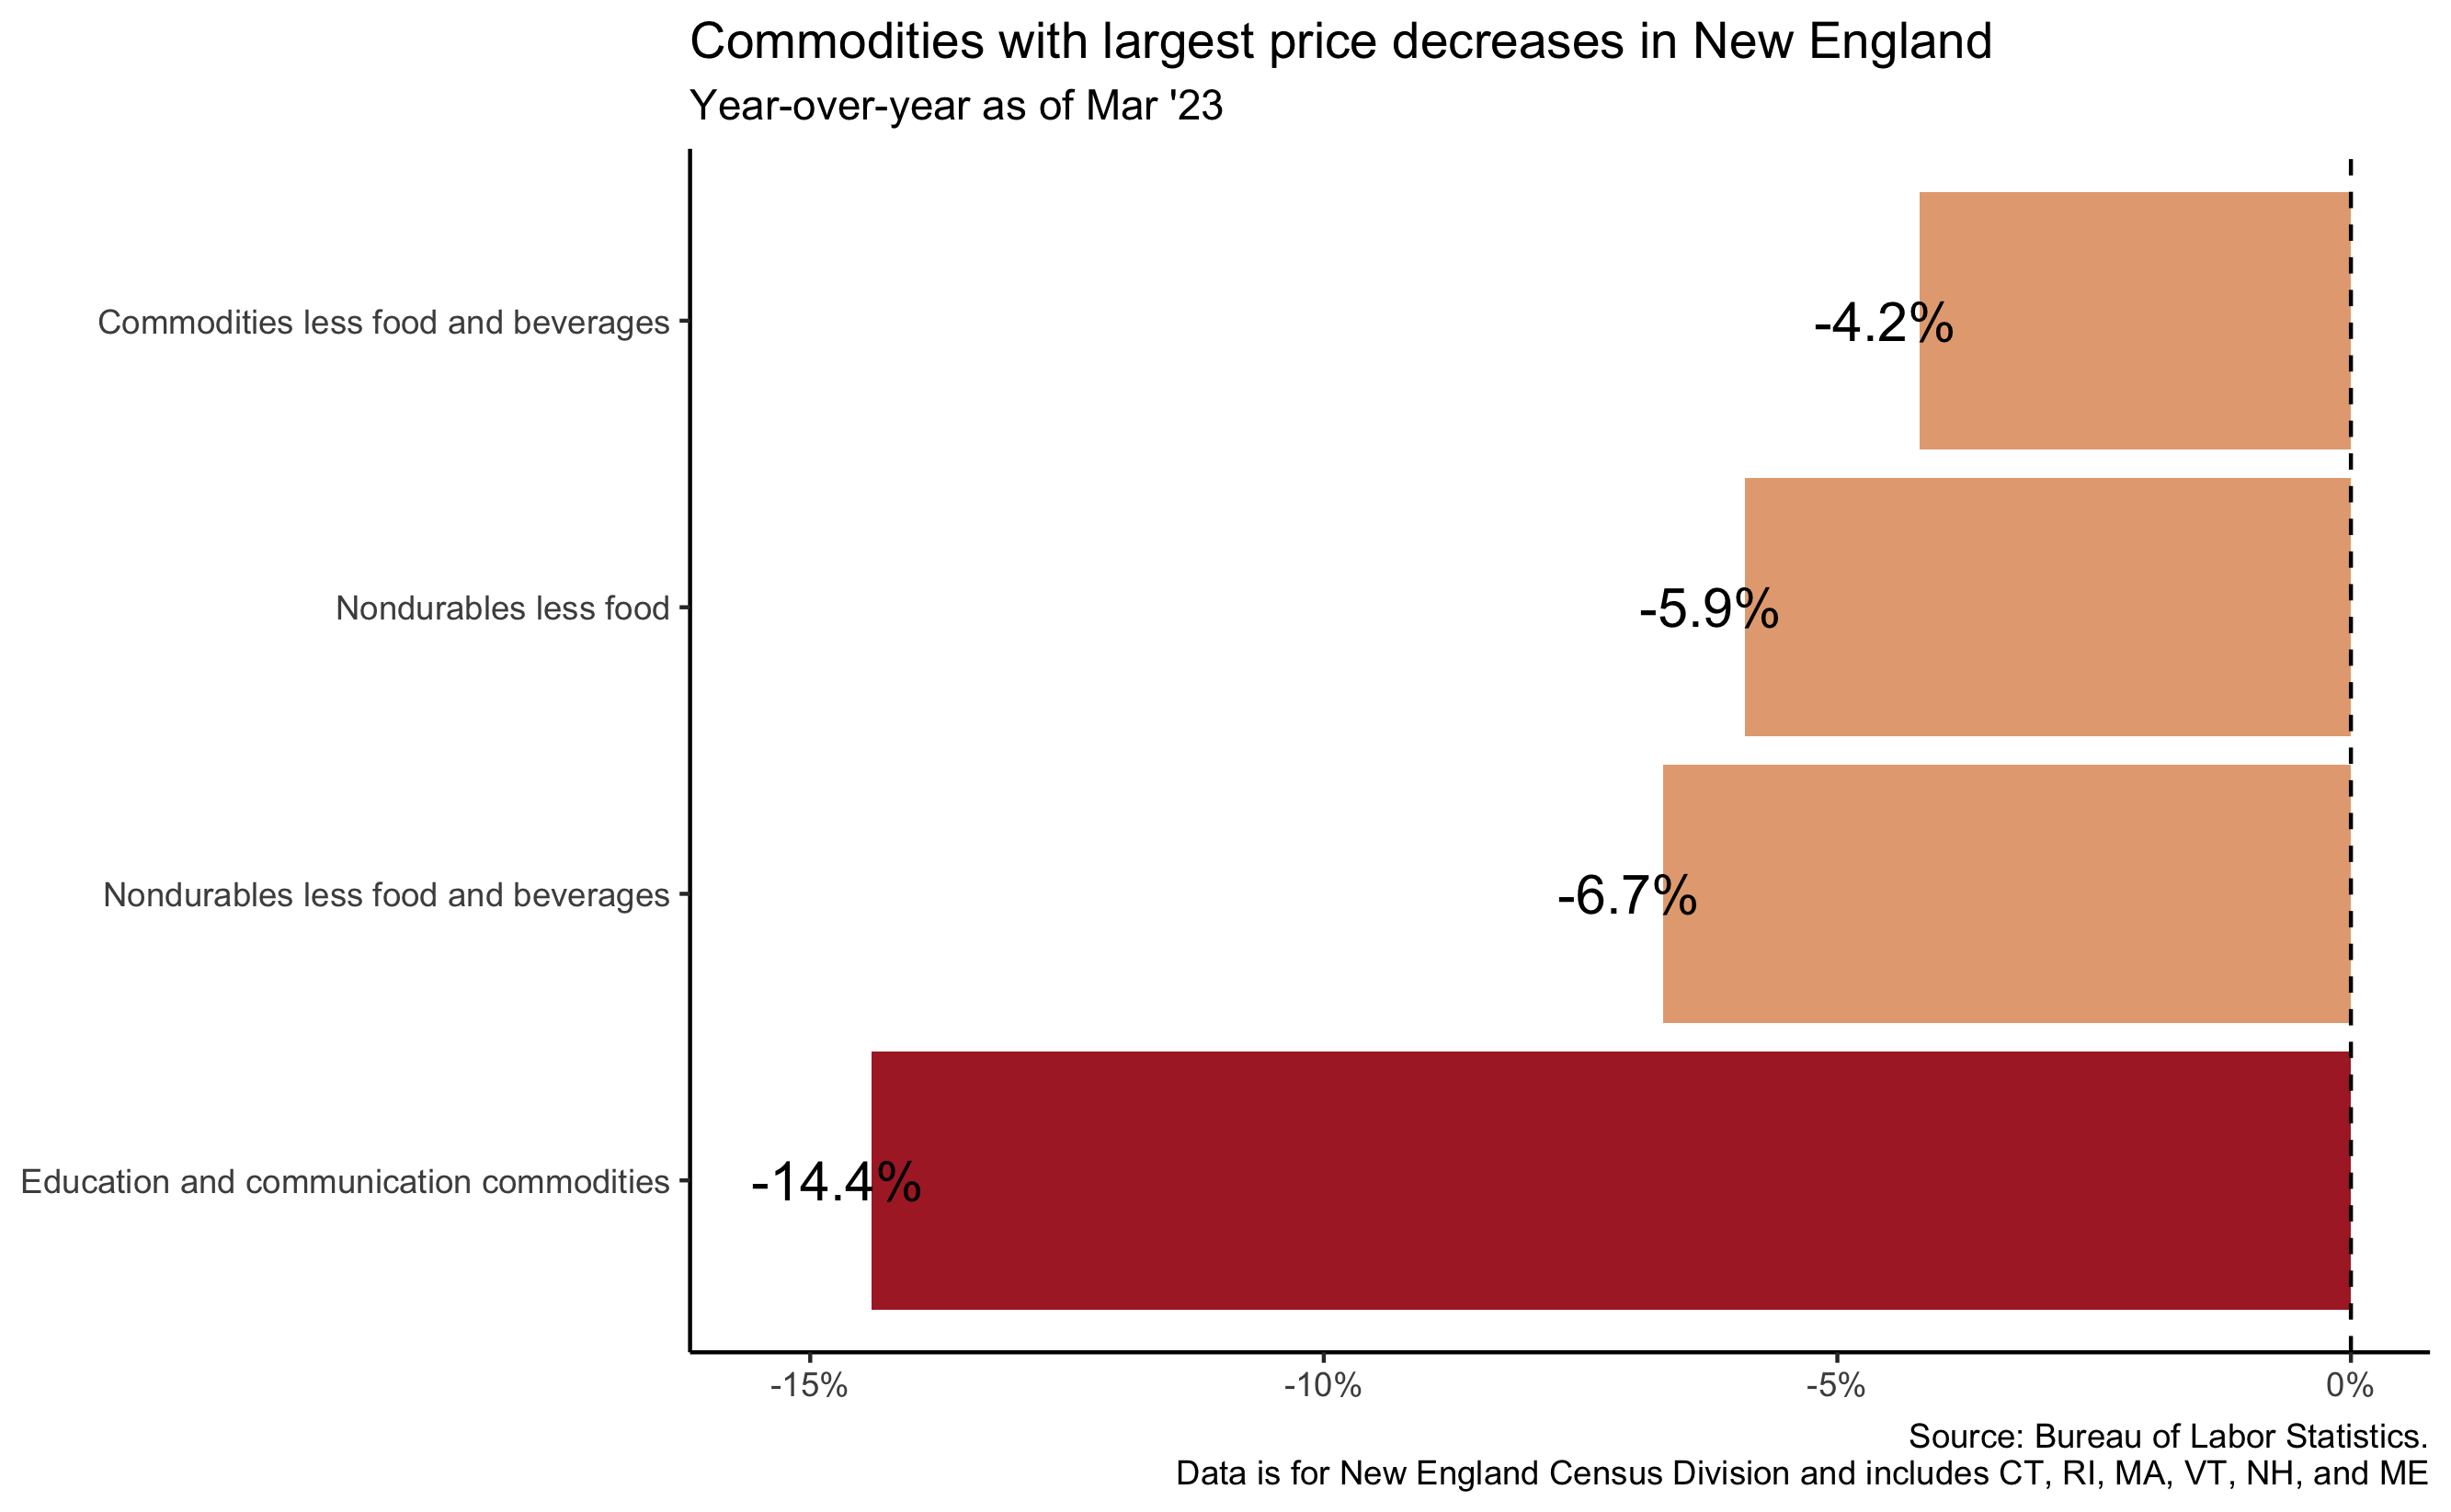 Commodities with largest price decreases in New England
Year-over-year as of Mar '23
Commodities less food and beverages
-4.2%
Nondurables less food
-5.9%
Nondurables less food and beverages
-6.7%
Education and communication commodities
-14.4%
-15%
-10%
-5%
0%
Source: Bureau of Labor Statistics.
Data is for New England Census Division and includes CT, RI, MA, VT, NH, and ME